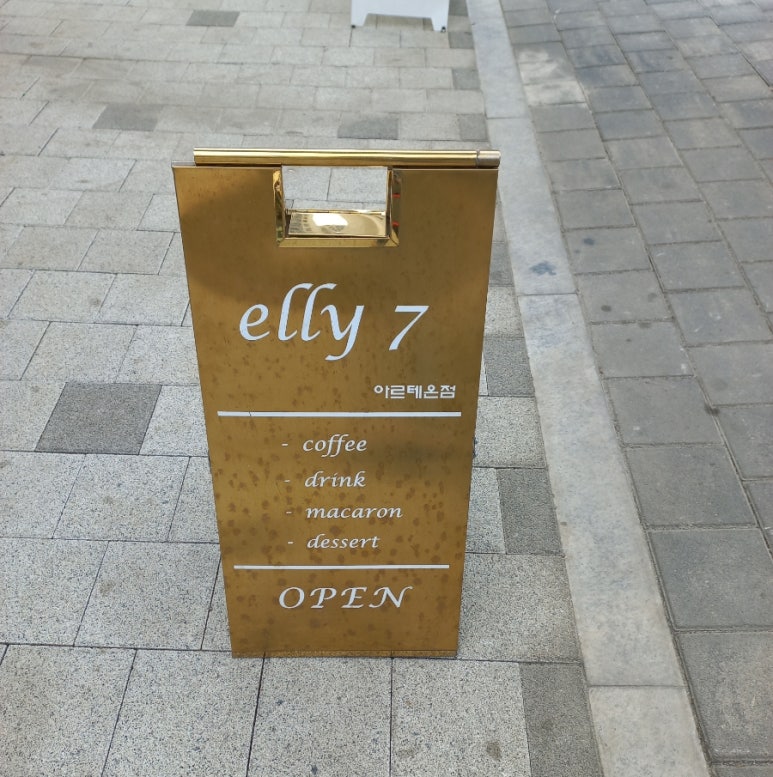 elly 7
아르테온점
- coffee
- drink
- macaron
- dessert
OPEN